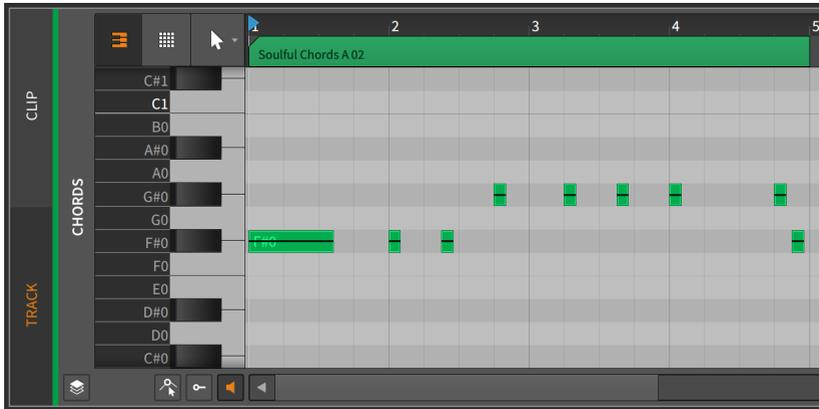 CLIP
TRACK
CHORDS
1 2 3 4 5
Soulful Chords A 02
C#1
C1
B0
A#0
A0
G#0
G0
F#0
F#0
F0
E0
D#0
D0
C#0